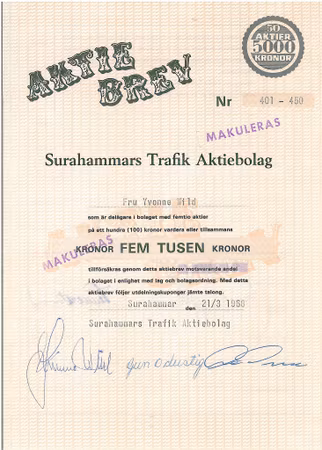 50
AKTIER
5000
KRONOR
AKTIE
BREV
Nr 401 - 450
MAKULERAS
Surahammars Trafik Aktiebolag
Fru Yvonne Wild
som är delägare i bolaget med femtio aktier
på ett hundra (100) kronor vardera eller tillsammans
MAKULERAS
KRONOR FEM TUSEN KRONOR
tillförsäkras genom detta aktiebrev motsvarande andel
i bolaget i enlighet med lag och bolagsordning. Med detta
aktiebrev följer utdelningskuponger jämte talong.
Surahammar den 21/3 1968
Surahammars Trafik Aktiebolag